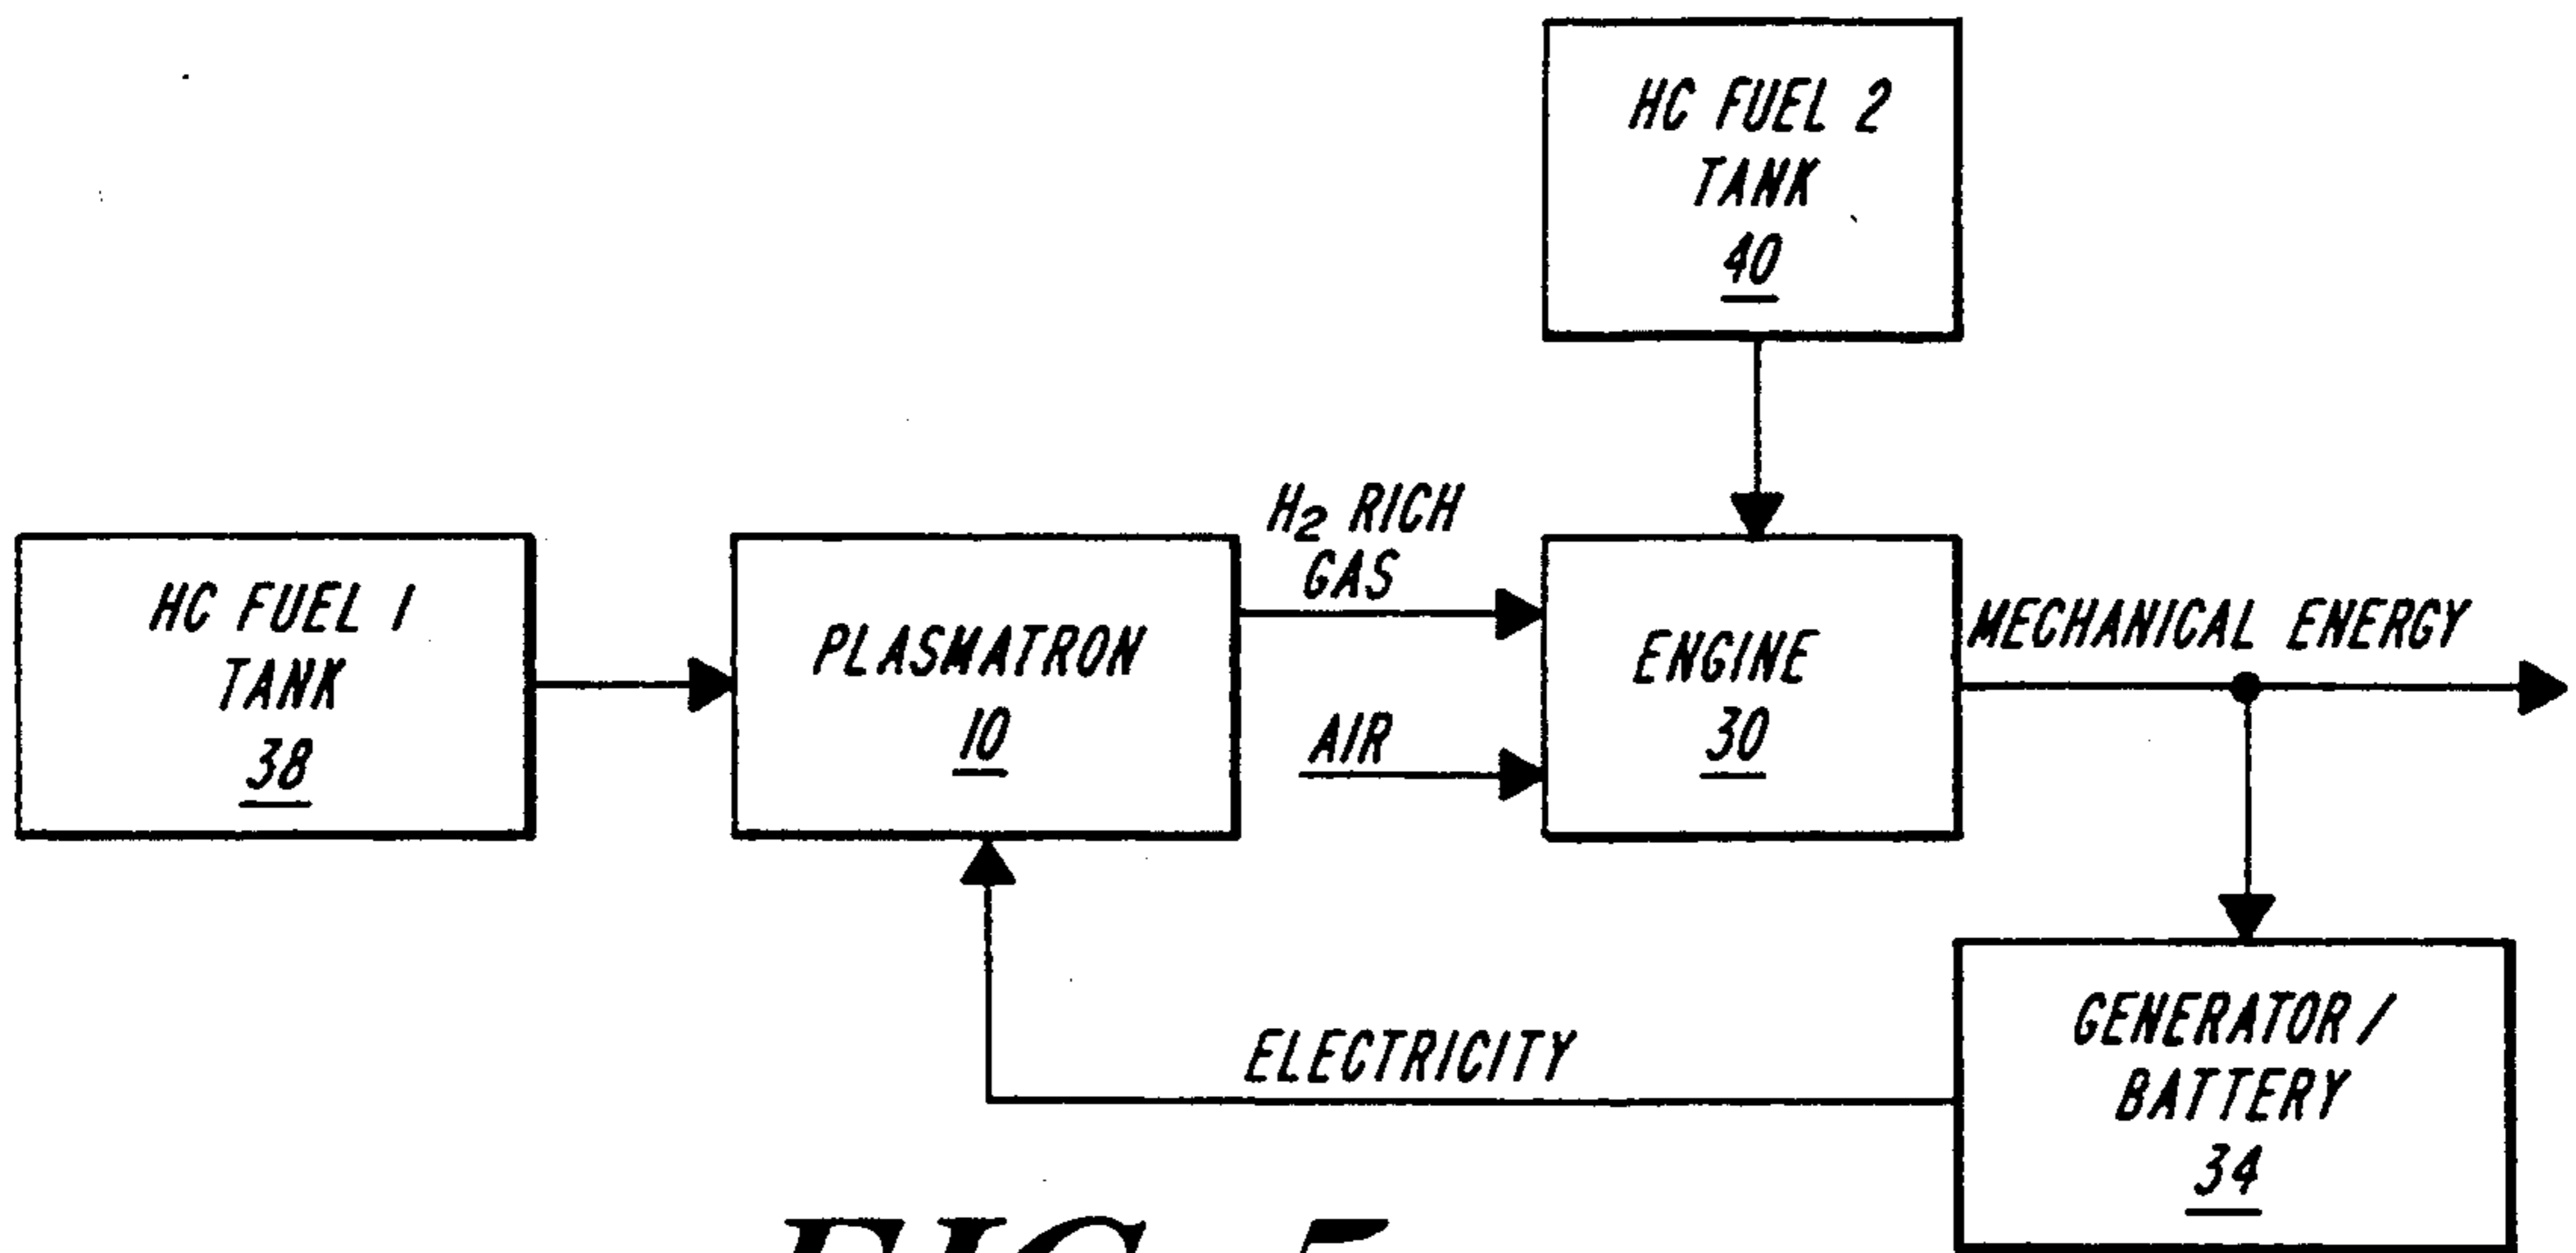 HC FUEL 2
TANK
40
HC FUEL 1
TANK
38
PLASMATRON
10
H₂ RICH
GAS
AIR
ENGINE
30
MECHANICAL ENERGY
ELECTRICITY
GENERATOR/
BATTERY
34
FIG. 5